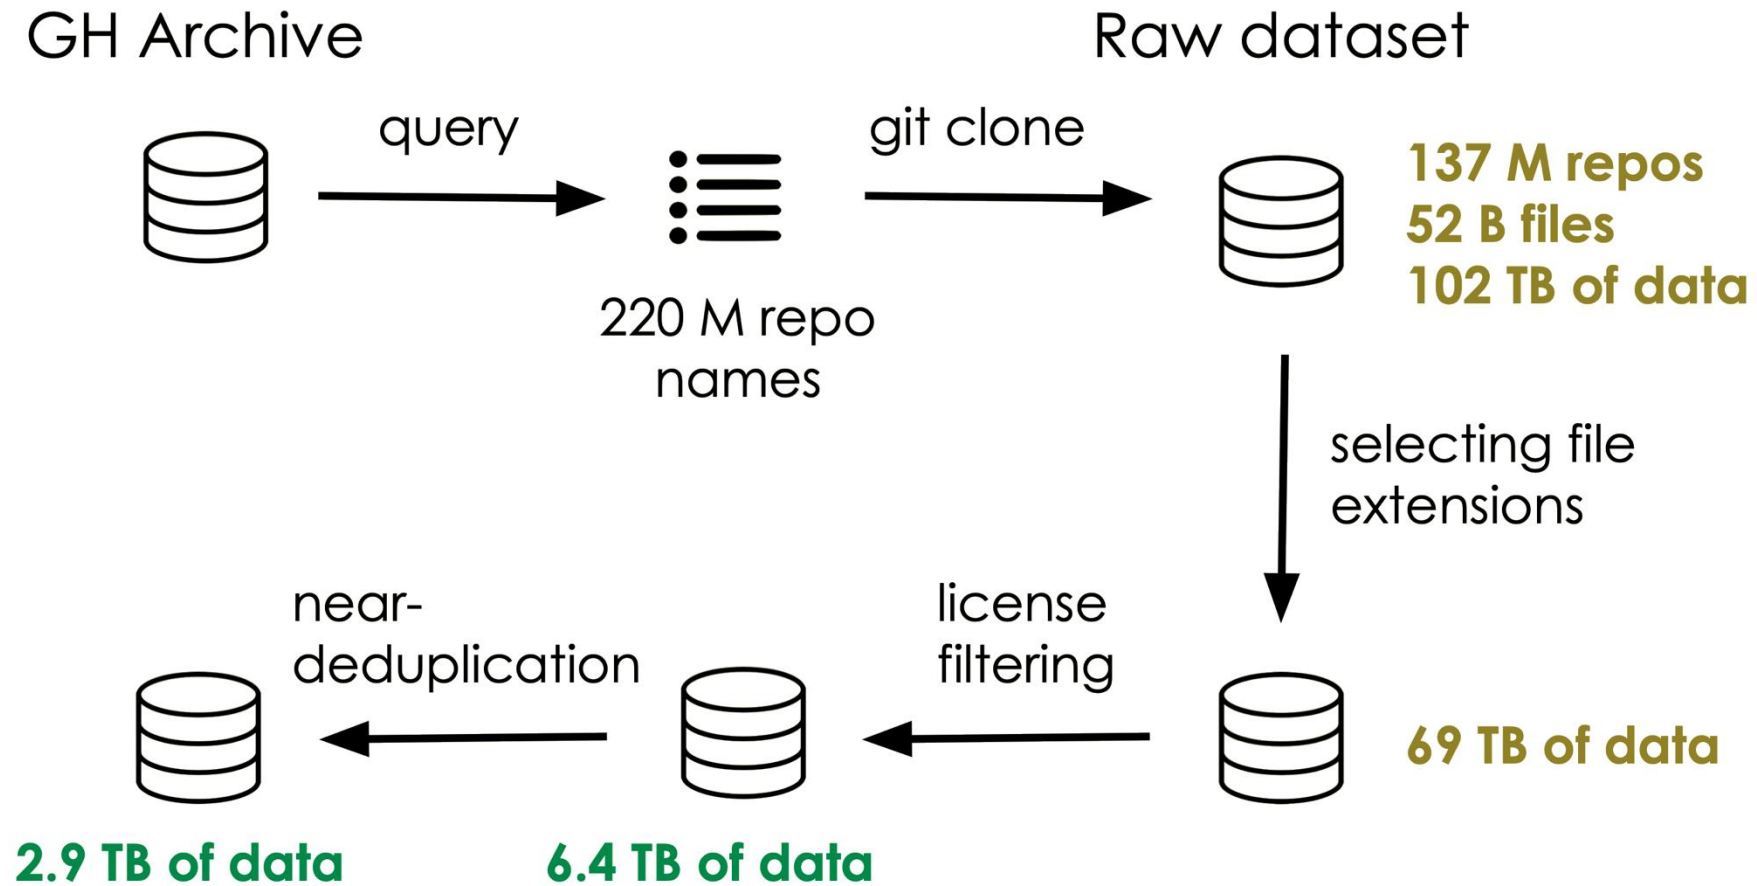 GH Archive
Raw dataset
query
git clone
137 M repos
52 B files
102 TB of data
220 M repo
names
selecting file
extensions
near-
deduplication
license
filtering
69 TB of data
2.9 TB of data
6.4 TB of data